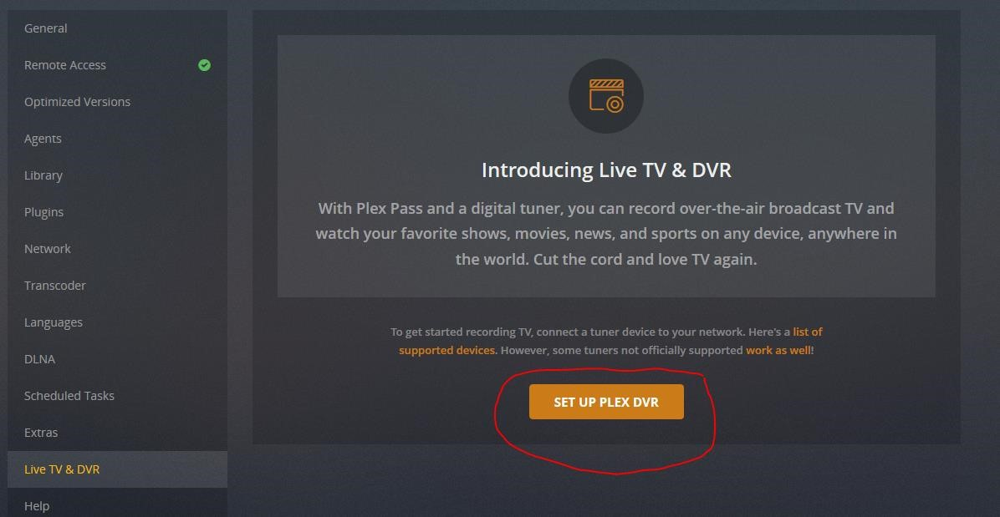 General
Remote Access
Optimized Versions
Agents
Library
Plugins
Network
Transcoder
Languages
DLNA
Scheduled Tasks
Extras
Live TV & DVR
Help
Introducing Live TV & DVR
With Plex Pass and a digital tuner, you can record over-the-air broadcast TV and
watch your favorite shows, movies, news, and sports on any device, anywhere in
the world. Cut the cord and love TV again.
To get started recording TV, connect a tuner device to your network. Here's a list of
supported devices. However, some tuners not officially supported work as well!
SET UP PLEX DVR